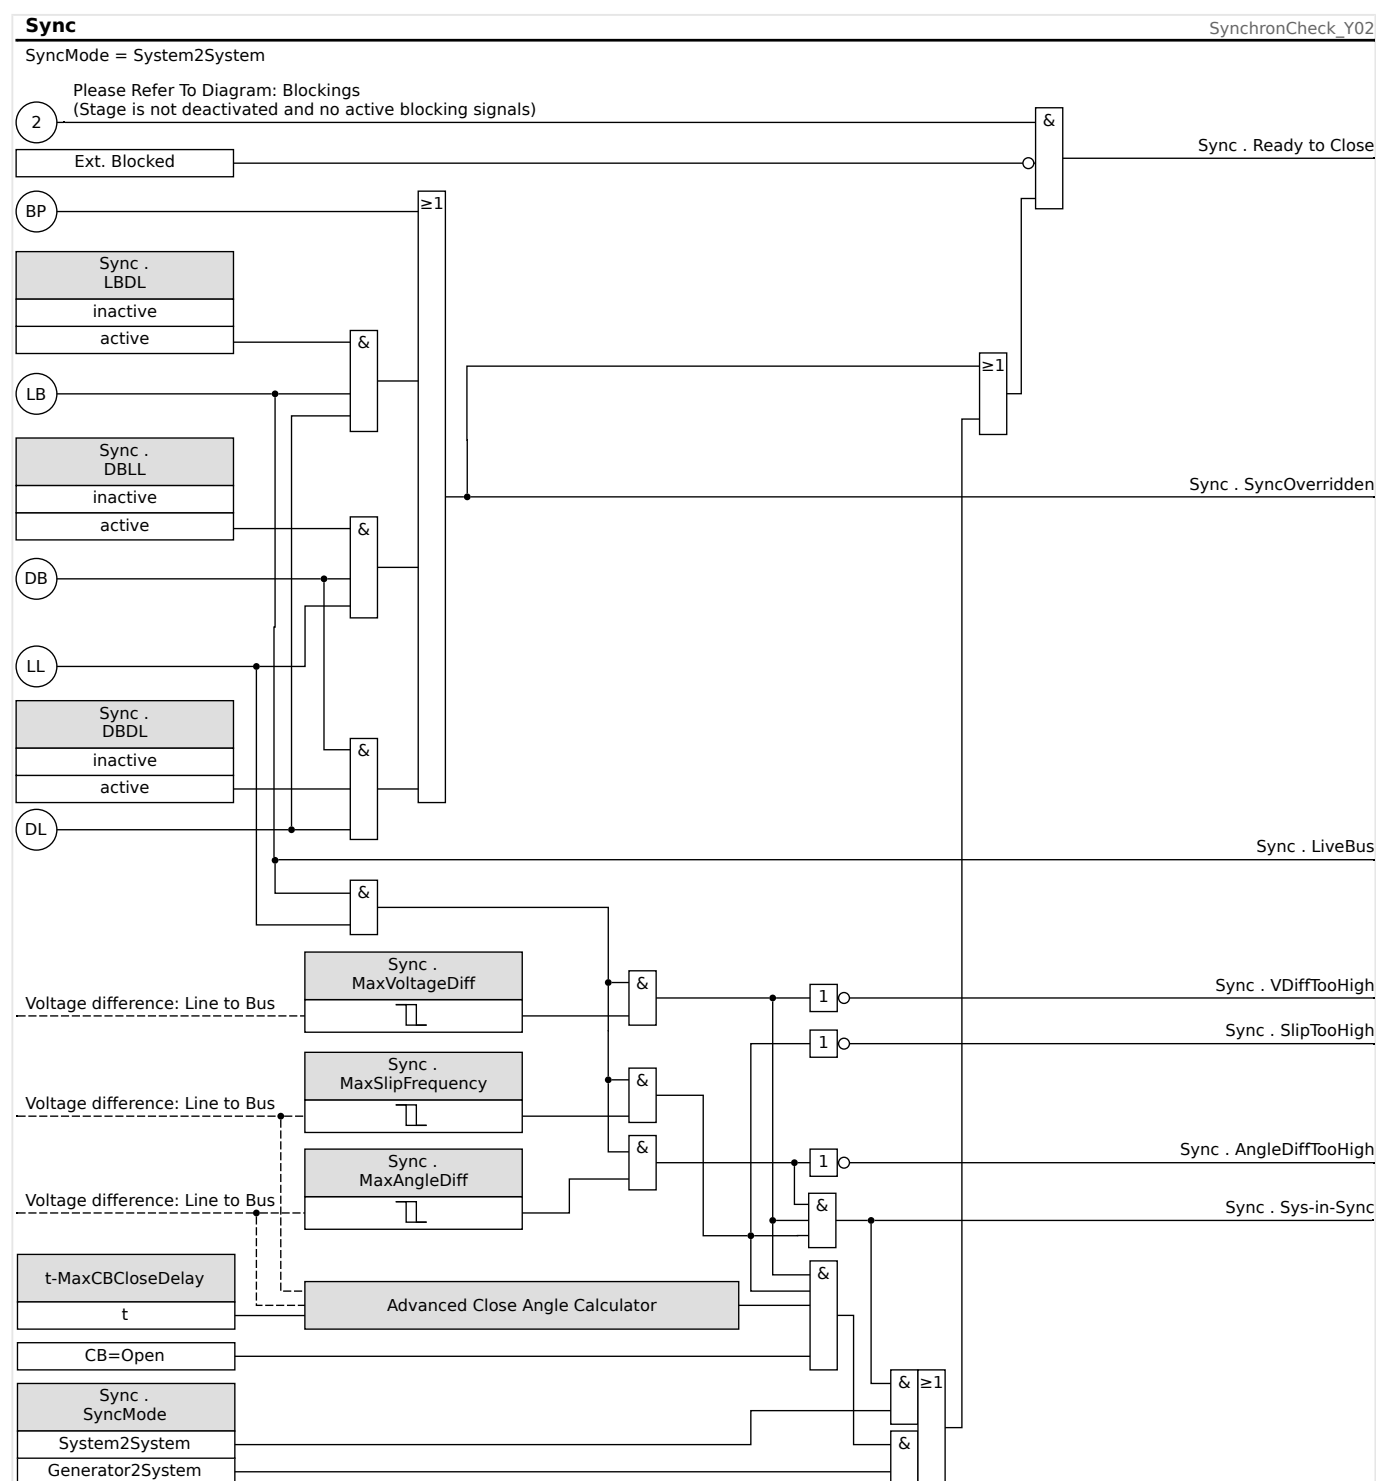 Sync
SynchronCheck_Y02
SyncMode = System2System
Please Refer To Diagram: Blockings
(Stage is not deactivated and no active blocking signals)
2
&
Sync . Ready to Close
Ext. Blocked
BP
≥1
Sync .
LBDL
inactive
active
&
LB
≥1
Sync .
DBLL
inactive
active
&
Sync . SyncOverridden
DB
LL
Sync .
DBDL
inactive
active
&
DL
Sync . LiveBus
&
Sync .
MaxVoltageDiff
&
Voltage difference: Line to Bus
1
Sync . VDiffTooHigh
1
Sync . SlipTooHigh
Sync .
MaxSlipFrequency
&
Voltage difference: Line to Bus
Sync .
MaxAngleDiff
&
1
Sync . AngleDiffTooHigh
Voltage difference: Line to Bus
&
Sync . Sys-in-Sync
t-MaxCBCloseDelay
t
Advanced Close Angle Calculator
&
CB=Open
Sync .
SyncMode
& ≥1
System2System
&
Generator2System